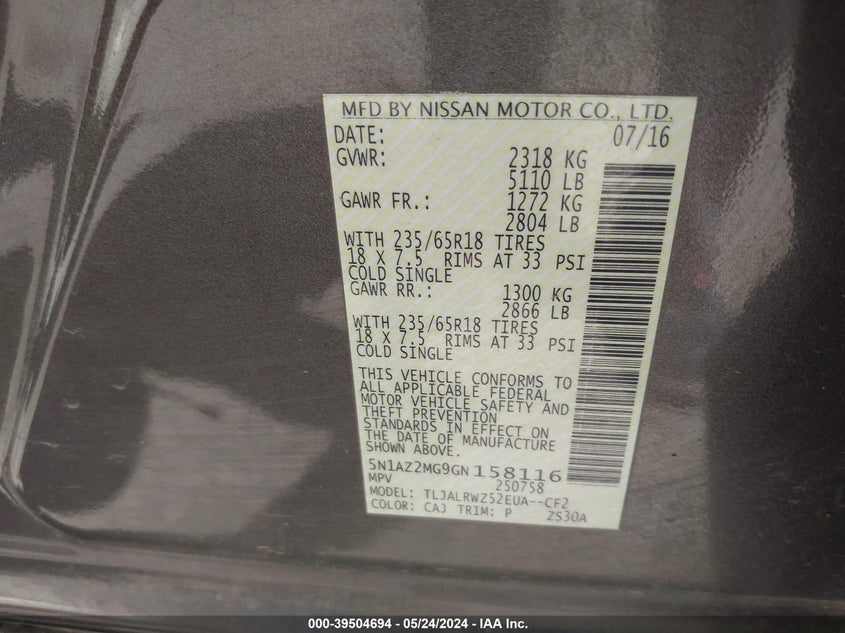 MFD BY NISSAN MOTOR CO., LTD.
DATE: 07/16
GVWR: 2318 KG
5110 LB
GAWR FR.: 1272 KG
2804 LB
WITH 235/65R18 TIRES
18 X 7.5 RIMS AT 33 PSI
COLD SINGLE
GAWR RR.: 1300 KG
2866 LB
WITH 235/65R18 TIRES
18 X 7.5 RIMS AT 33 PSI
COLD SINGLE
THIS VEHICLE CONFORMS TO
ALL APPLICABLE FEDERAL
MOTOR VEHICLE SAFETY AND
THEFT PREVENTION
STANDARDS IN EFFECT ON
THE DATE OF MANUFACTURE
SHOWN ABOVE.
5N1AZ2MG9GN158116
MPV 250758
MODEL: TLJALRWZ52EUA--CF2
COLOR: CAJ TRIM: P ZS30A
000-39504694 - 05/24/2024 - IAA Inc.